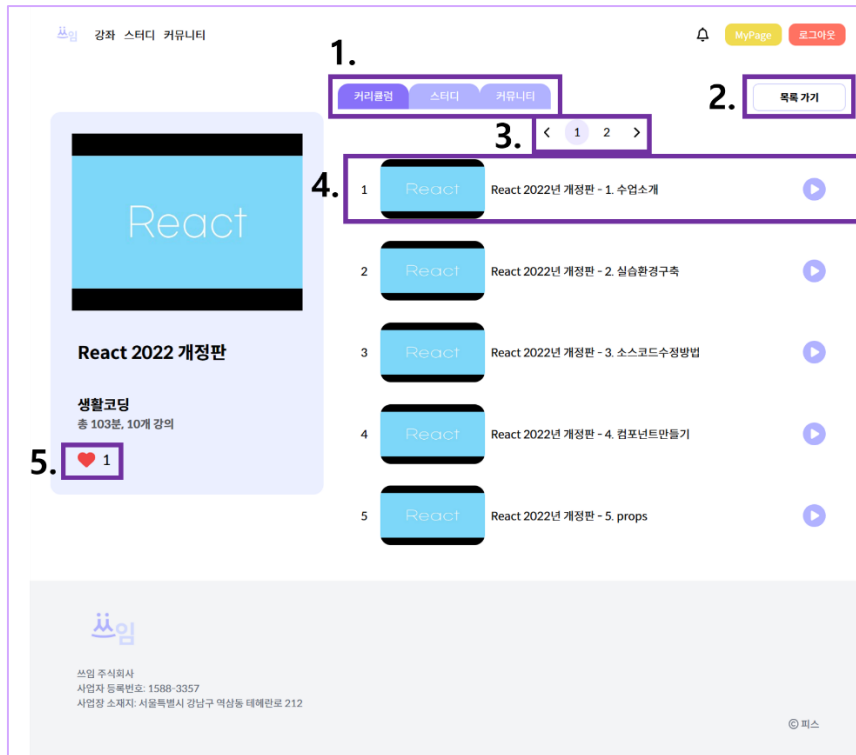 쓰임 강좌 스터디 커뮤니티 MyPage 로그아웃
1.
커리큘럼 스터디 커뮤니티
2. 목록 가기
3. < 1 2 >
4. 1 React React 2022년 개정판 - 1. 수업소개
React
2 React React 2022년 개정판 - 2. 실습환경구축
React 2022 개정판
3 React React 2022년 개정판 - 3. 소스코드수정방법
생활코딩
총 103분, 10개 강의
4 React React 2022년 개정판 - 4. 컴포넌트만들기
5. 1
5 React React 2022년 개정판 - 5. props
쓰임
쓰임 주식회사
사업자 등록번호: 1588-3357
사업장 소재지: 서울특별시 강남구 역삼동 테헤란로 212
© 피스